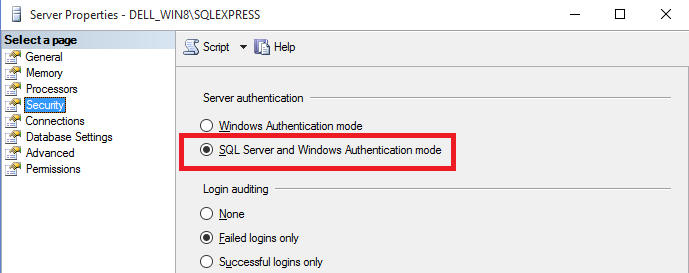 Server Properties - DELL_WIN8\SQLEXPRESS
Select a page
General
Memory
Processors
Security
Connections
Database Settings
Advanced
Permissions
Script
Help
Server authentication
Windows Authentication mode
SQL Server and Windows Authentication mode
Login auditing
None
Failed logins only
Successful logins only